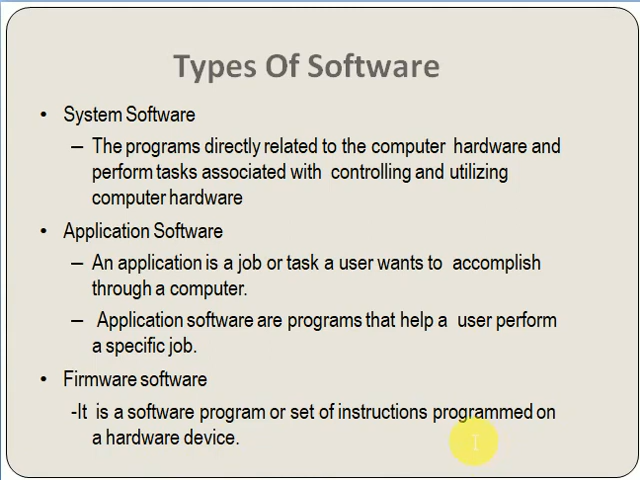 Types Of Software
• System Software
– The programs directly related to the computer hardware and
perform tasks associated with controlling and utilizing
computer hardware
• Application Software
– An application is a job or task a user wants to accomplish
through a computer.
– Application software are programs that help a user perform
a specific job.
• Firmware software
-It is a software program or set of instructions programmed on
a hardware device.